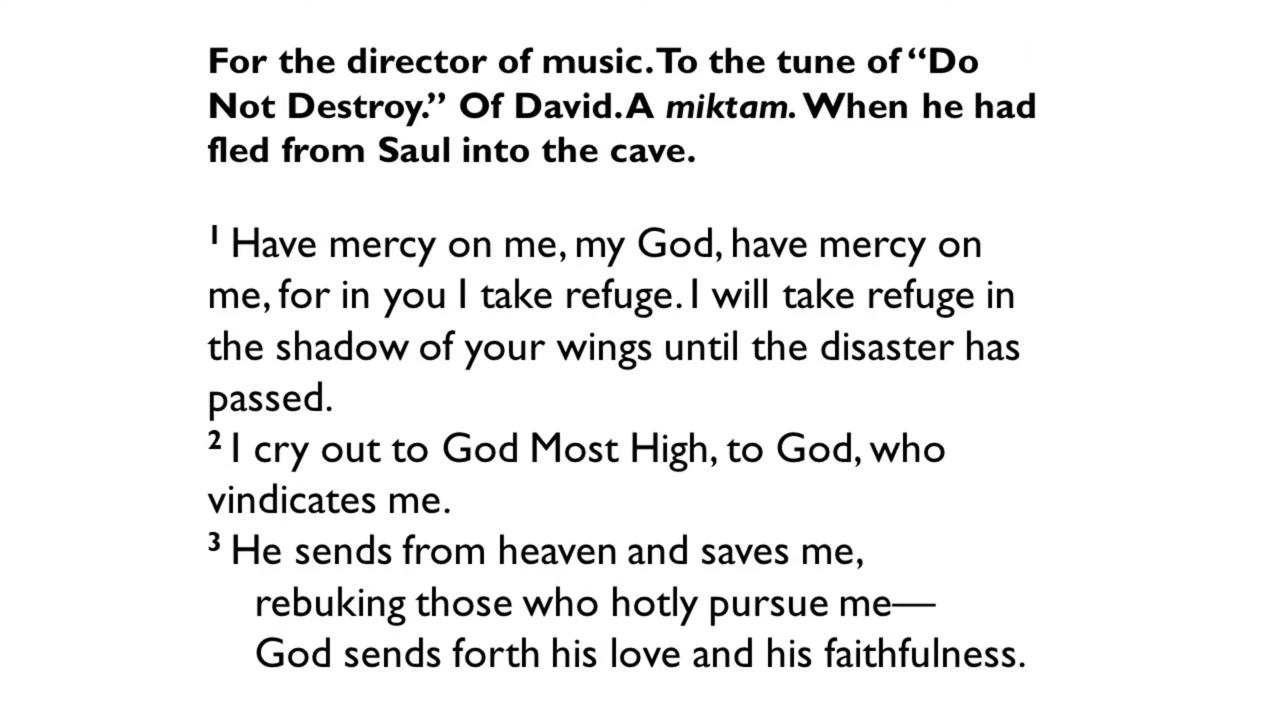 For the director of music. To the tune of “Do
Not Destroy.” Of David. A miktam. When he had
fled from Saul into the cave.
1 Have mercy on me, my God, have mercy on
me, for in you I take refuge. I will take refuge in
the shadow of your wings until the disaster has
passed.
2 I cry out to God Most High, to God, who
vindicates me.
3 He sends from heaven and saves me,
rebuking those who hotly pursue me—
God sends forth his love and his faithfulness.